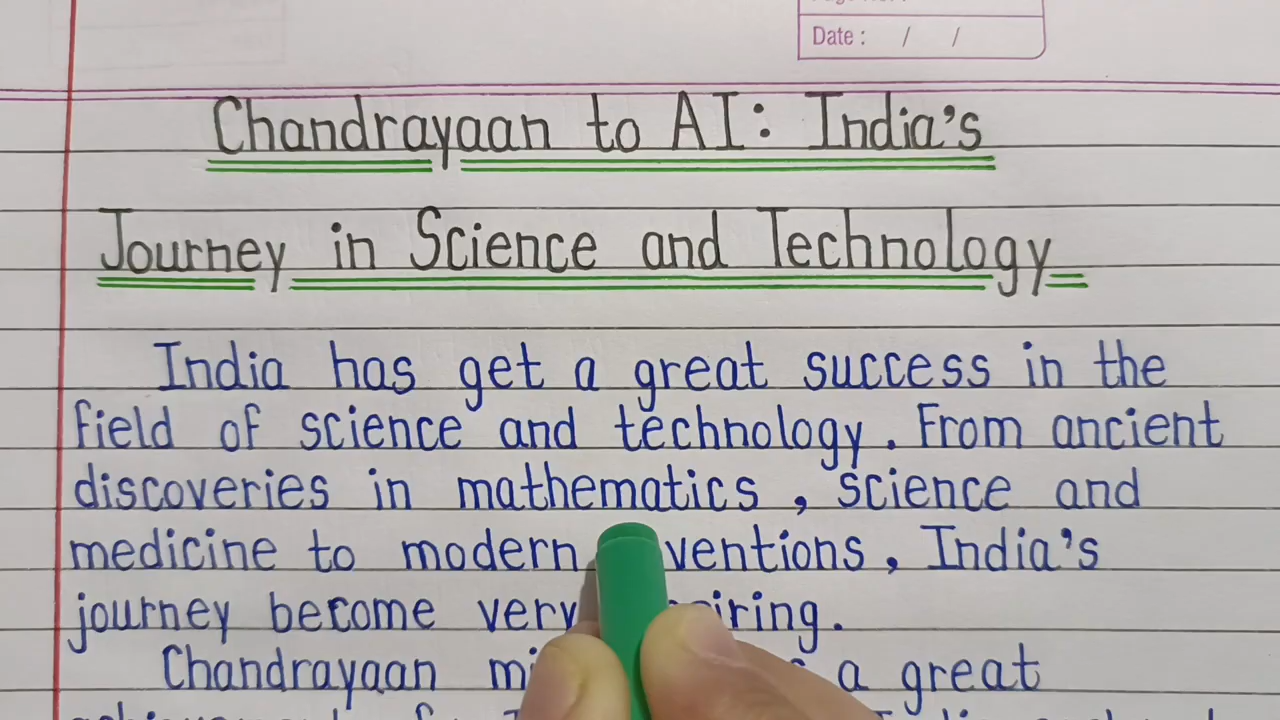 Date : / /
Chandrayaan to AI: India's
Journey in Science and Technology
India has get a great success in the
field of science and technology. From ancient
discoveries in mathematics, science and
medicine to modern ventions, India's
journey become very iring.
Chandrayaan mi a great